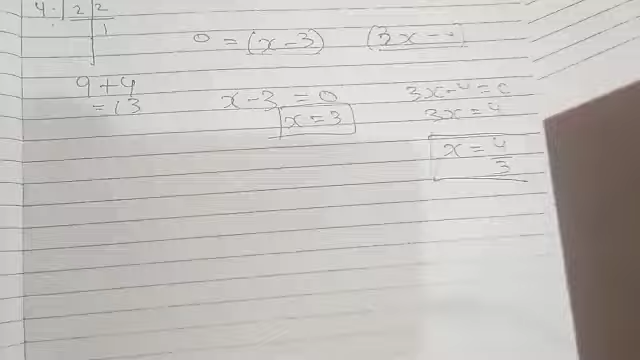 4. 2 2
1
0 = (x-3) (3x-
9+4
=13
x-3 = 0
x=3
3x-4=0
3x=4
x=4
3